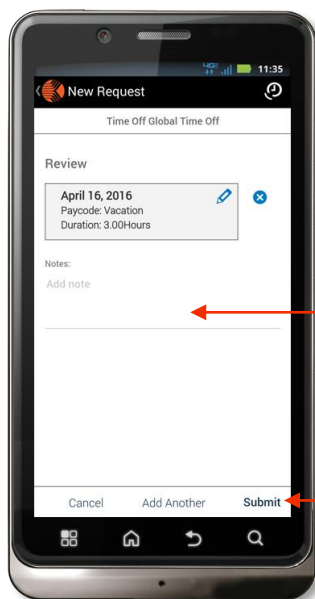 4G 11:35
New Request
Time Off Global Time Off
Review
April 16, 2016
Paycode: Vacation
Duration: 3.00Hours
Notes:
Add note
Cancel Add Another Submit